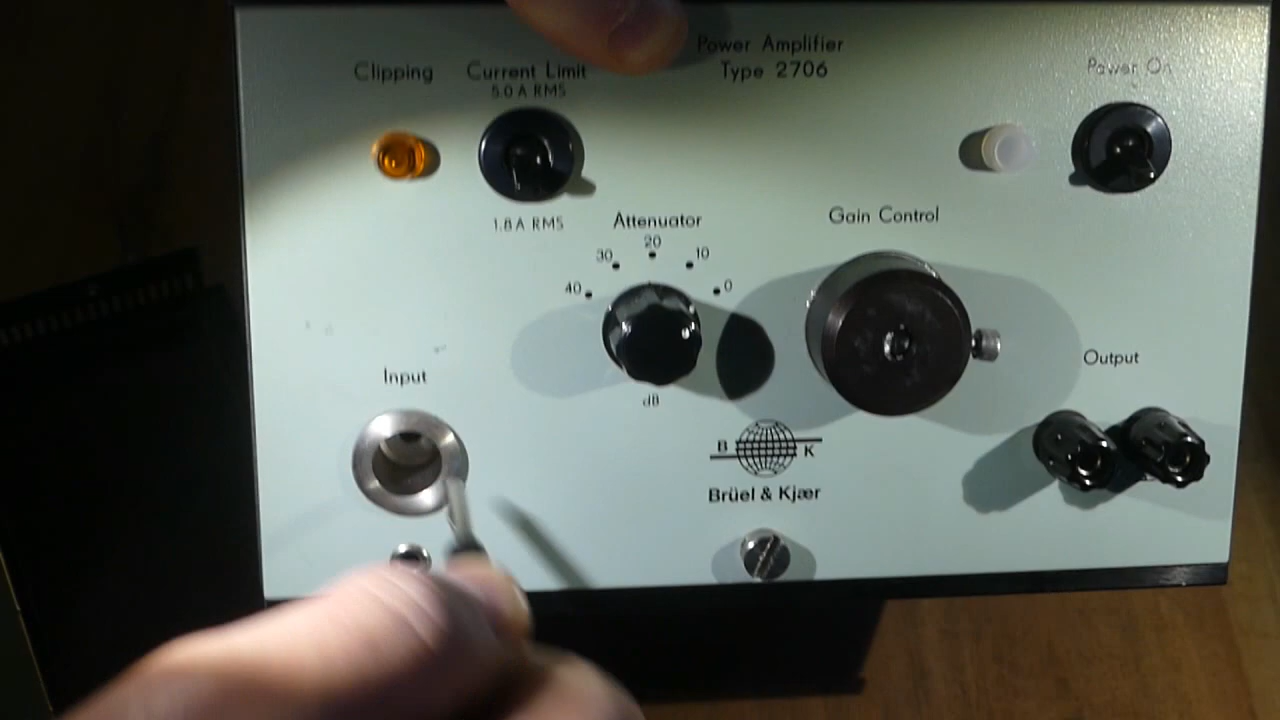 Power Amplifier
Type 2706
Clipping
Current Limit
5.0 A RMS
1.8 A RMS
Power On
Attenuator
40 30 20 10 0
dB
Gain Control
Input
Output
B K
Brüel & Kjær